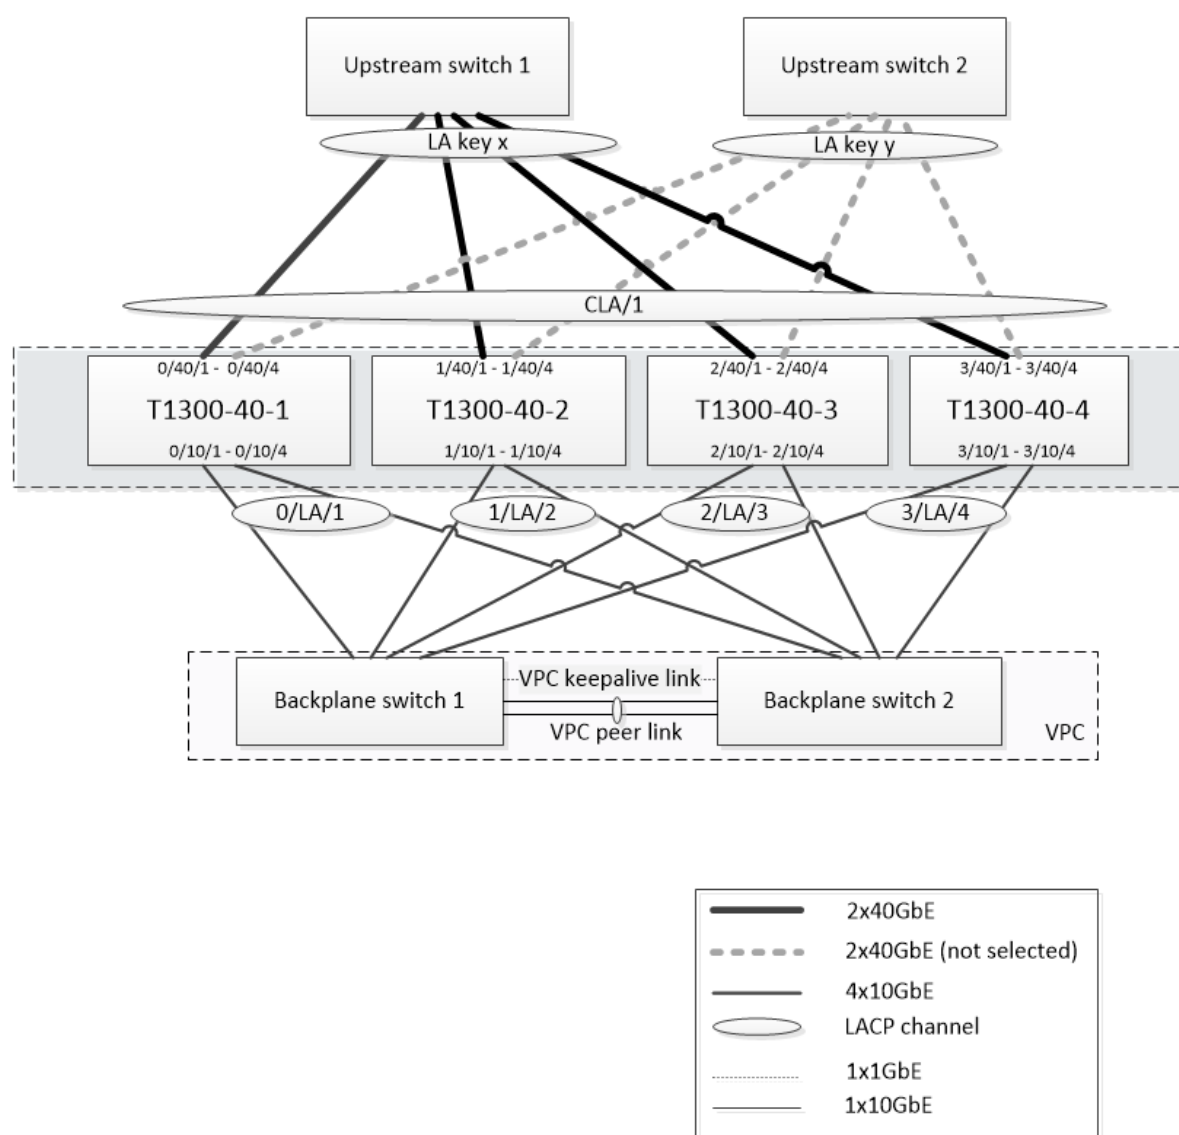 Upstream switch 1
Upstream switch 2
LA key x
LA key y
CLA/1
0/40/1 - 0/40/4
1/40/1 - 1/40/4
2/40/1 - 2/40/4
3/40/1 - 3/40/4
T1300-40-1
T1300-40-2
T1300-40-3
T1300-40-4
0/10/1 - 0/10/4
1/10/1 - 1/10/4
2/10/1- 2/10/4
3/10/1 - 3/10/4
0/LA/1
1/LA/2
2/LA/3
3/LA/4
Backplane switch 1
VPC keepalive link
Backplane switch 2
VPC peer link
VPC
2x40GbE
2x40GbE (not selected)
4x10GbE
LACP channel
1x1GbE
1x10GbE